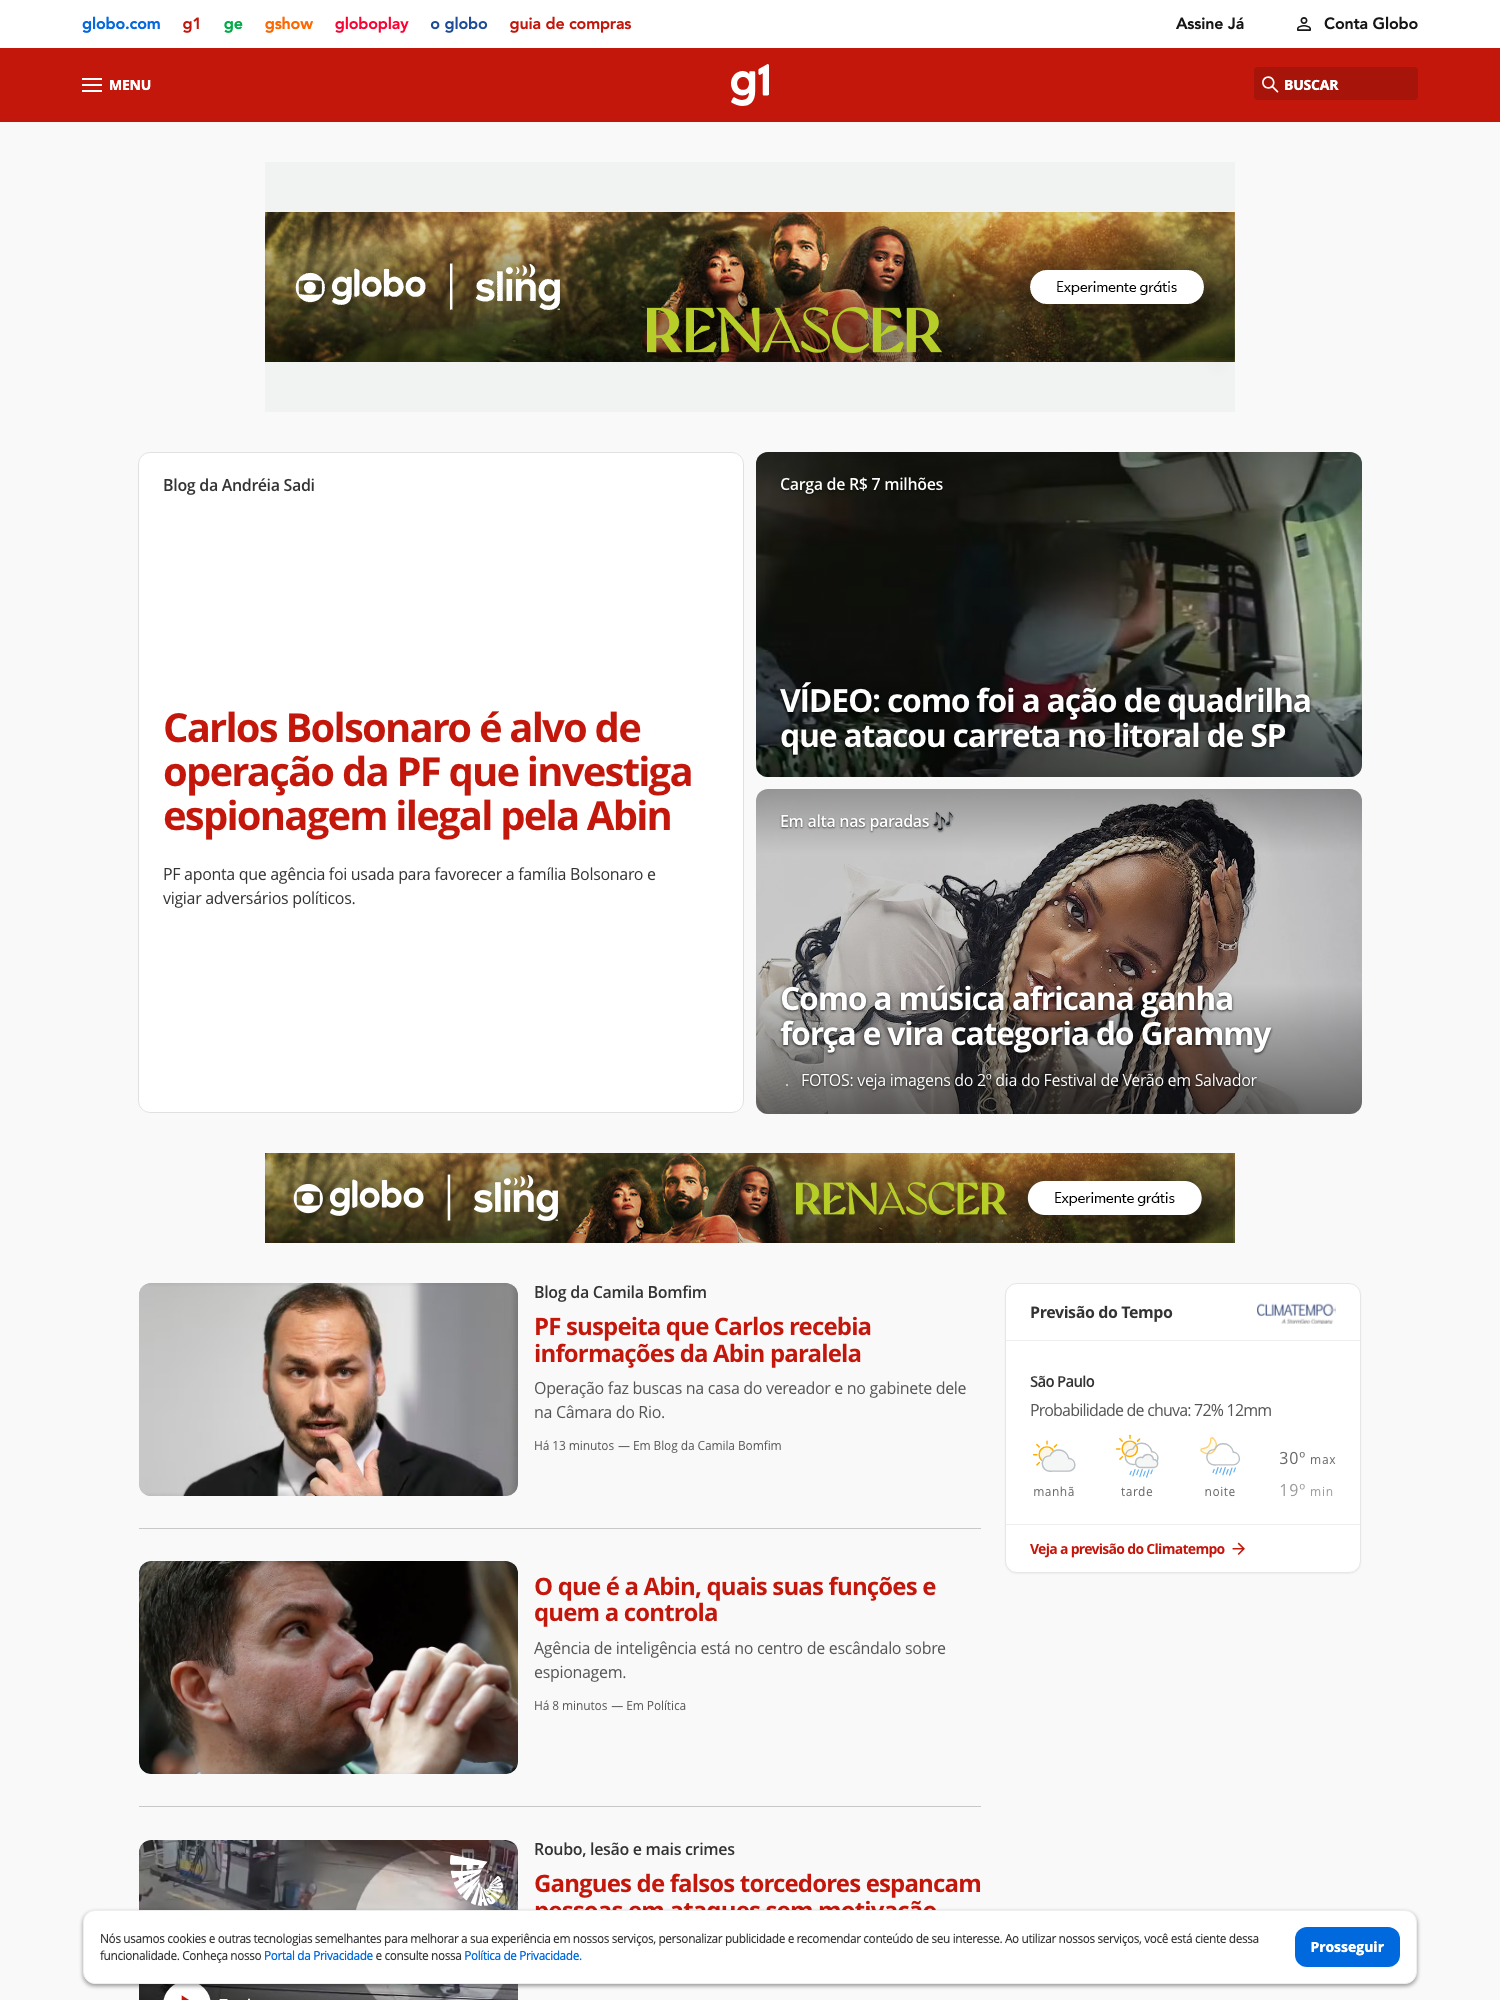 globo.com g1 ge gshow globoplay o globo guia de compras Assine Já Conta Globo
MENU g1 BUSCAR
globo sling Experimente grátis
RENASCER
Blog da Andréia Sadi
Carlos Bolsonaro é alvo de
operação da PF que investiga
espionagem ilegal pela Abin
PF aponta que agência foi usada para favorecer a família Bolsonaro e
vigiar adversários políticos.
Carga de R$ 7 milhões
VÍDEO: como foi a ação de quadrilha
que atacou carreta no litoral de SP
Em alta nas paradas 🎶
Como a música africana ganha
força e vira categoria do Grammy
. FOTOS: veja imagens do 2º dia do Festival de Verão em Salvador
globo sling RENASCER Experimente grátis
Blog da Camila Bomfim
PF suspeita que Carlos recebia
informações da Abin paralela
Operação faz buscas na casa do vereador e no gabinete dele
na Câmara do Rio.
Há 13 minutos — Em Blog da Camila Bomfim
Previsão do Tempo CLIMATEMPO
A StormGeo Company
São Paulo
Probabilidade de chuva: 72% 12mm
30º max
19º min
manhã tarde noite
Veja a previsão do Climatempo →
O que é a Abin, quais suas funções e
quem a controla
Agência de inteligência está no centro de escândalo sobre
espionagem.
Há 8 minutos — Em Política
Roubo, lesão e mais crimes
Gangues de falsos torcedores espancam
pessoas em ataques sem motivação
Nós usamos cookies e outras tecnologias semelhantes para melhorar a sua experiência em nossos serviços, personalizar publicidade e recomendar conteúdo de seu interesse. Ao utilizar nossos serviços, você está ciente dessa
funcionalidade. Conheça nosso Portal da Privacidade e consulte nossa Política de Privacidade.
Prosseguir